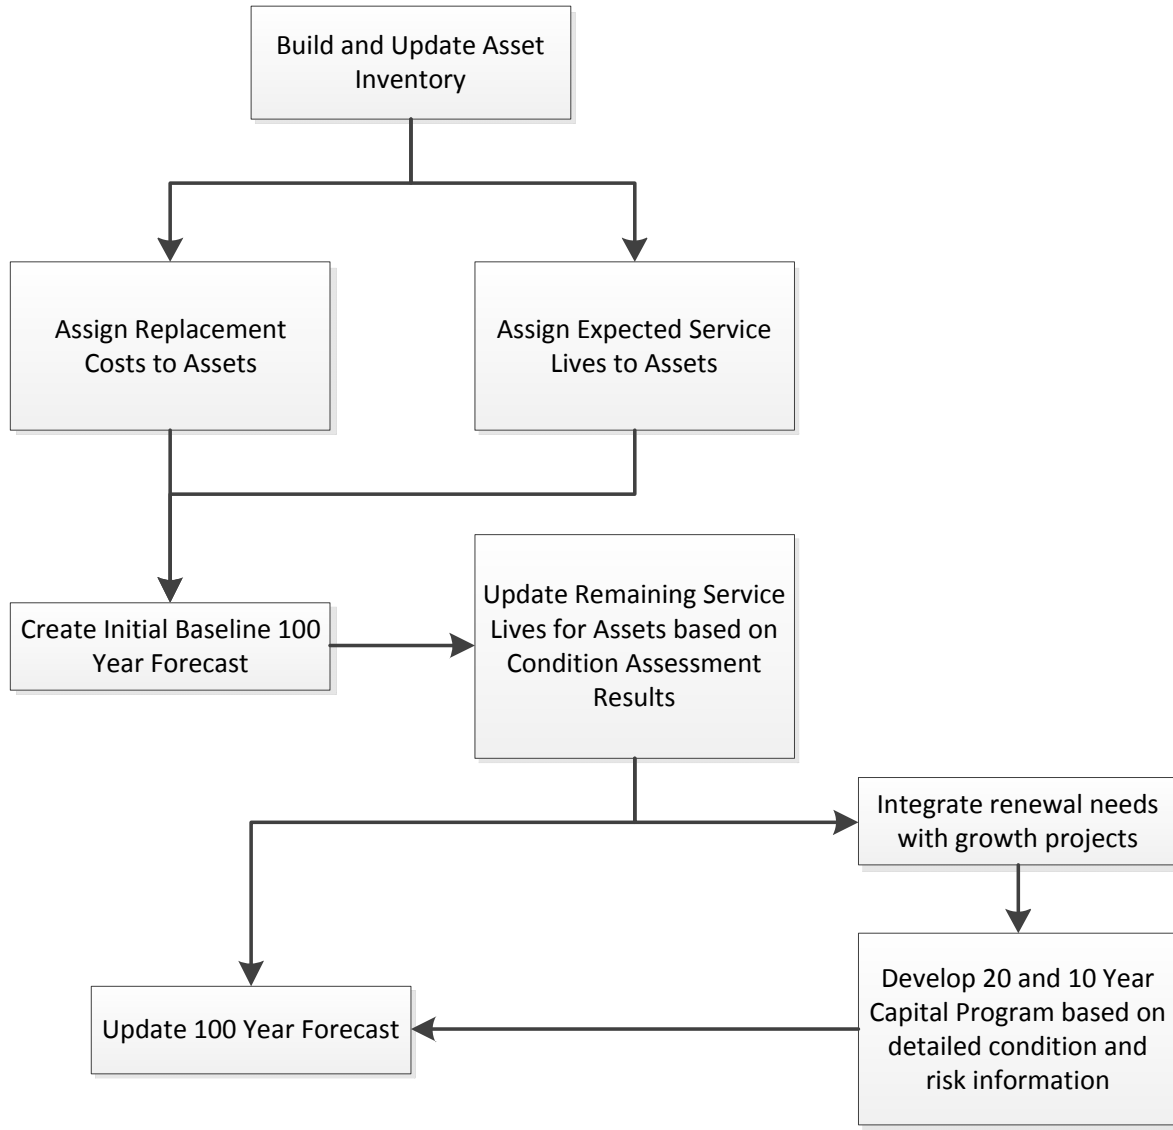 Build and Update Asset
Inventory
Assign Replacement
Costs to Assets
Assign Expected Service
Lives to Assets
Create Initial Baseline 100
Year Forecast
Update Remaining Service
Lives for Assets based on
Condition Assessment
Results
Integrate renewal needs
with growth projects
Develop 20 and 10 Year
Capital Program based on
detailed condition and
risk information
Update 100 Year Forecast